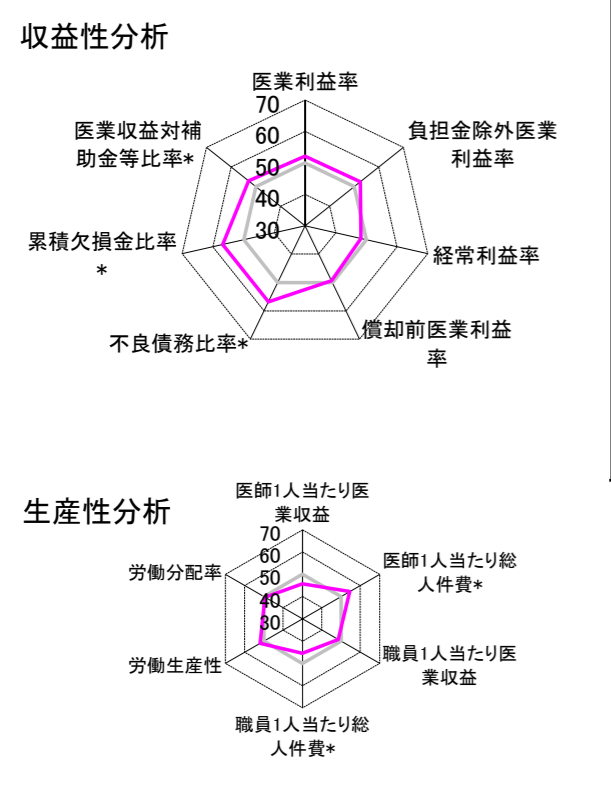 収益性分析
医業利益率
70
60
50
40
30
負担金除外医業
利益率
経常利益率
償却前医業利益
率
不良債務比率*
累積欠損金比率
*
医業収益対補
助金等比率*
生産性分析
医師1人当たり医
業収益
70
60
50
40
30
医師1人当たり総
人件費*
職員1人当たり医
業収益
職員1人当たり総
人件費*
労働生産性
労働分配率